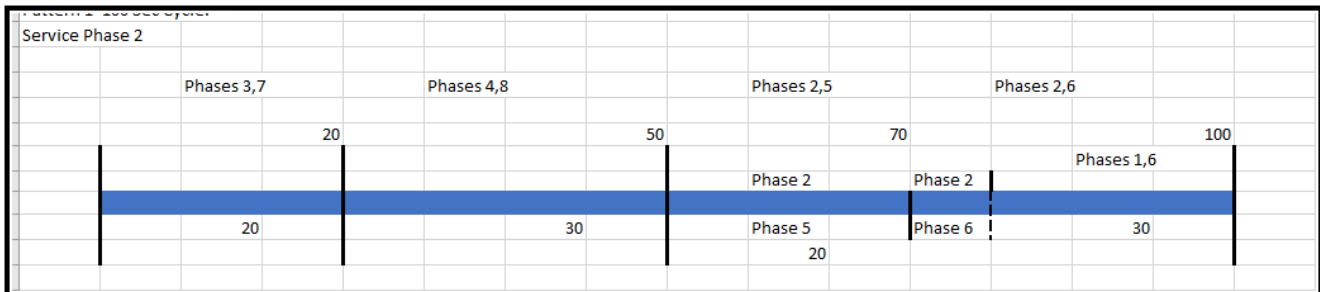 Service Phase 2
Phases 3,7 Phases 4,8 Phases 2,5 Phases 2,6
20 50 70 100
Phases 1,6
Phase 2 Phase 2
20 30 Phase 5 Phase 6 30
20